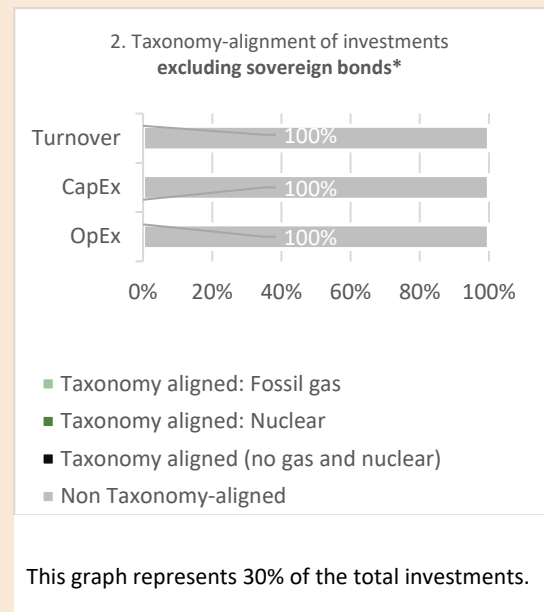 2. Taxonomy-alignment of investments
excluding sovereign bonds*
Turnover
100%
CapEx
100%
OpEx
100%
0% 20% 40% 60% 80% 100%
Taxonomy aligned: Fossil gas
Taxonomy aligned: Nuclear
Taxonomy aligned (no gas and nuclear)
Non Taxonomy-aligned
This graph represents 30% of the total investments.